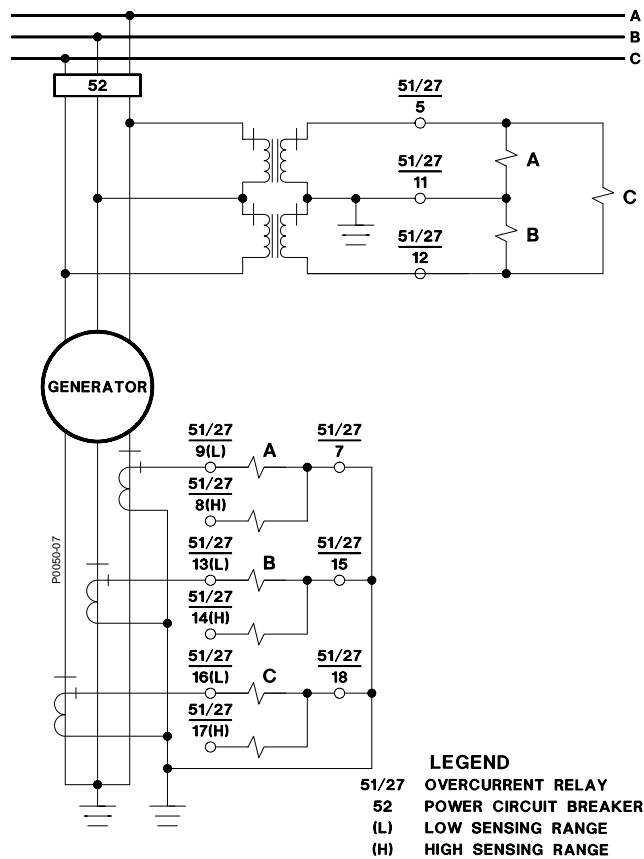 A
B
C
52
51/27
5
51/27
11
A
C
B
51/27
12
GENERATOR
51/27
9(L)
A
51/27
7
51/27
8(H)
P0050-07
51/27
13(L)
B
51/27
15
51/27
14(H)
51/27
16(L)
C
51/27
18
51/27
17(H)
LEGEND
51/27 OVERCURRENT RELAY
52 POWER CIRCUIT BREAKER
(L) LOW SENSING RANGE
(H) HIGH SENSING RANGE